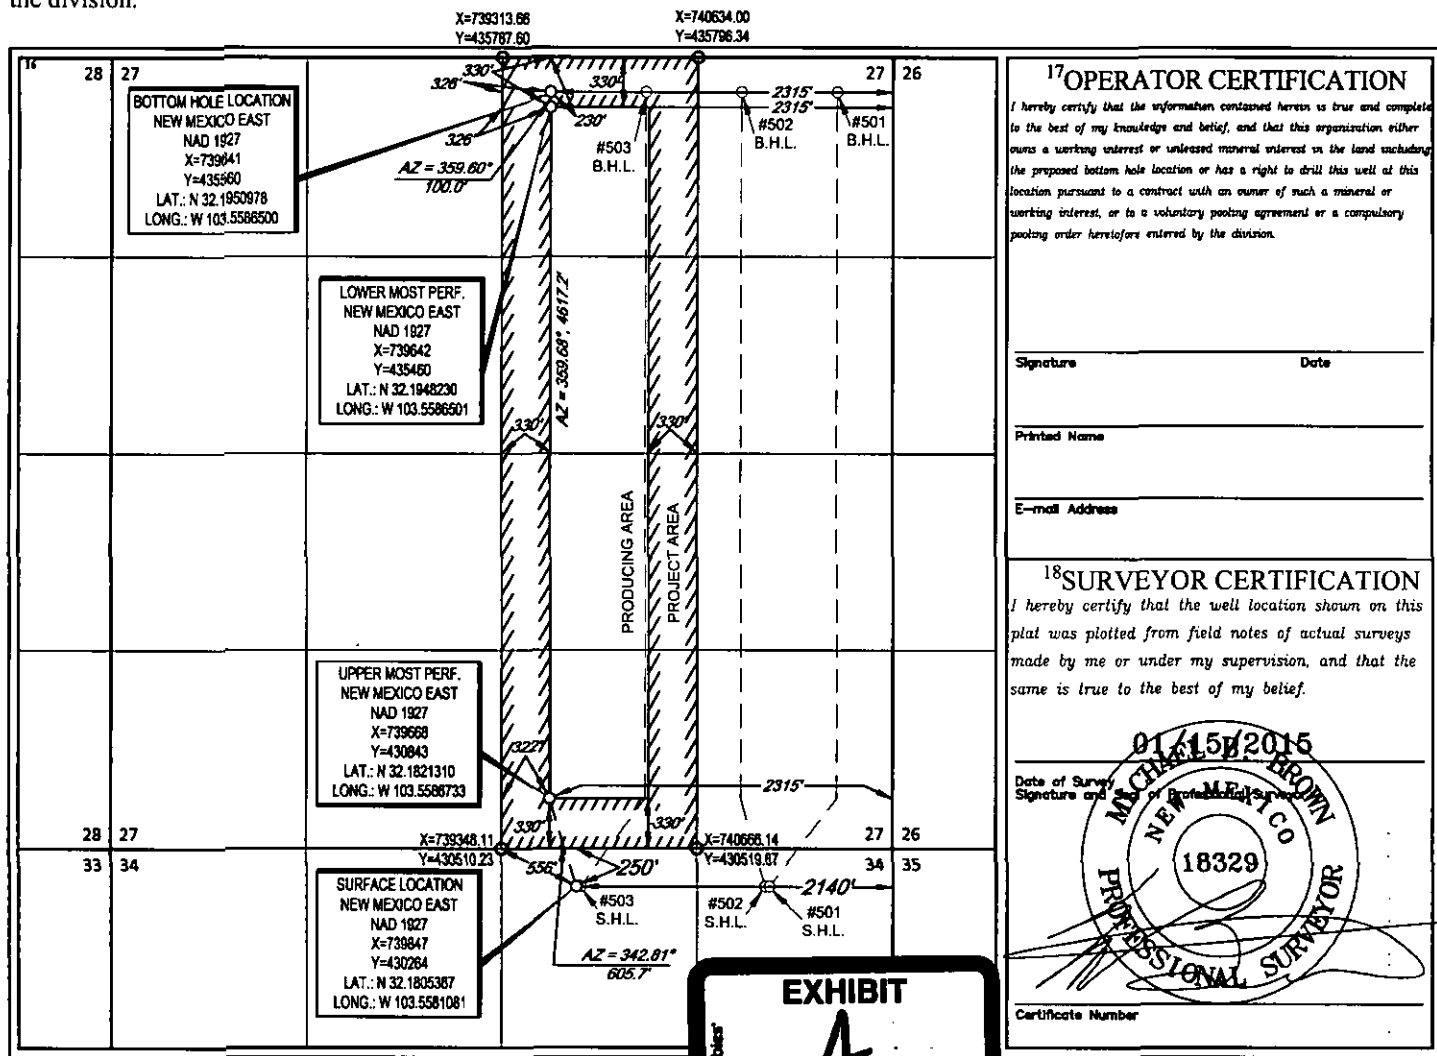 the division.
X=739313.66
Y=435787.60
X=740634.00
Y=435796.34
16
28 27
27 26
BOTTOM HOLE LOCATION
NEW MEXICO EAST
NAD 1927
X=739641
Y=435560
LAT.: N 32.1950978
LONG.: W 103.5586500
330'
326'
326'
230'
330'
AZ = 359.60°
100.0'
2315'
2315'
#503
B.H.L.
#502
B.H.L.
#501
B.H.L.
LOWER MOST PERF.
NEW MEXICO EAST
NAD 1927
X=739642
Y=435460
LAT.: N 32.1948230
LONG.: W 103.5586501
AZ = 359.68°, 4617.2'
330'
330'
PRODUCING AREA
PROJECT AREA
UPPER MOST PERF.
NEW MEXICO EAST
NAD 1927
X=739668
Y=430843
LAT.: N 32.1821310
LONG.: W 103.5586733
322'
2315'
330'
330'
28 27
33 34
27 26
34 35
X=739348.11
Y=430510.23
X=740668.14
Y=430519.87
556'
250'
2140'
SURFACE LOCATION
NEW MEXICO EAST
NAD 1927
X=739847
Y=430264
LAT.: N 32.1805367
LONG.: W 103.5581081
#503
S.H.L.
#502
S.H.L.
#501
S.H.L.
AZ = 342.81°
605.7'
EXHIBIT
A
17 OPERATOR CERTIFICATION
I hereby certify that the information contained herein is true and complete
to the best of my knowledge and belief, and that this organization either
owns a working interest or unleased mineral interest in the land including
the proposed bottom hole location or has a right to drill this well at this
location pursuant to a contract with an owner of such a mineral or
working interest, or to a voluntary pooling agreement or a compulsory
pooling order heretofore entered by the division.
Signature Date
Printed Name
E-mail Address
18 SURVEYOR CERTIFICATION
I hereby certify that the well location shown on this
plat was plotted from field notes of actual surveys
made by me or under my supervision, and that the
same is true to the best of my belief.
01/15/2015
Date of Survey
Signature and Seal of Professional Surveyor
MICHAEL B. BROWN
NEW MEXICO
18329
PROFESSIONAL SURVEYOR
Certificate Number